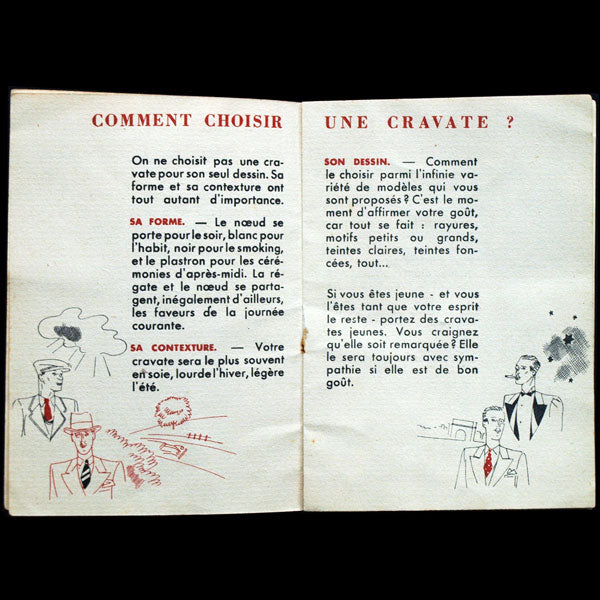 COMMENT CHOISIR
On ne choisit pas une cra-
vate pour son seul dessin. Sa
forme et sa contexture ont
tout autant d'importance.
SA FORME. — Le nœud se
porte pour le soir, blanc pour
l'habit, noir pour le smoking,
et le plastron pour les céré-
monies d'après-midi. La ré-
gate et le nœud se parta-
gent, inégalement d'ailleurs,
les faveurs de la journée
courante.
SA CONTEXTURE. — Votre
cravate sera le plus souvent
en soie, lourde l'hiver, légère
l'été.
UNE CRAVATE ?
SON DESSIN. — Comment
le choisir parmi l'infinie va-
riété de modèles qui vous
sont proposés ? C'est le mo-
ment d'affirmer votre goût,
car tout se fait : rayures,
motifs petits ou grands,
teintes claires, teintes fon-
cées, tout...
Si vous êtes jeune - et vous
l'êtes tant que votre esprit
le reste - portez des crava-
tes jeunes. Vous craignez
qu'elle soit remarquée ? Elle
le sera toujours avec sym-
pathie si elle est de bon
goût.